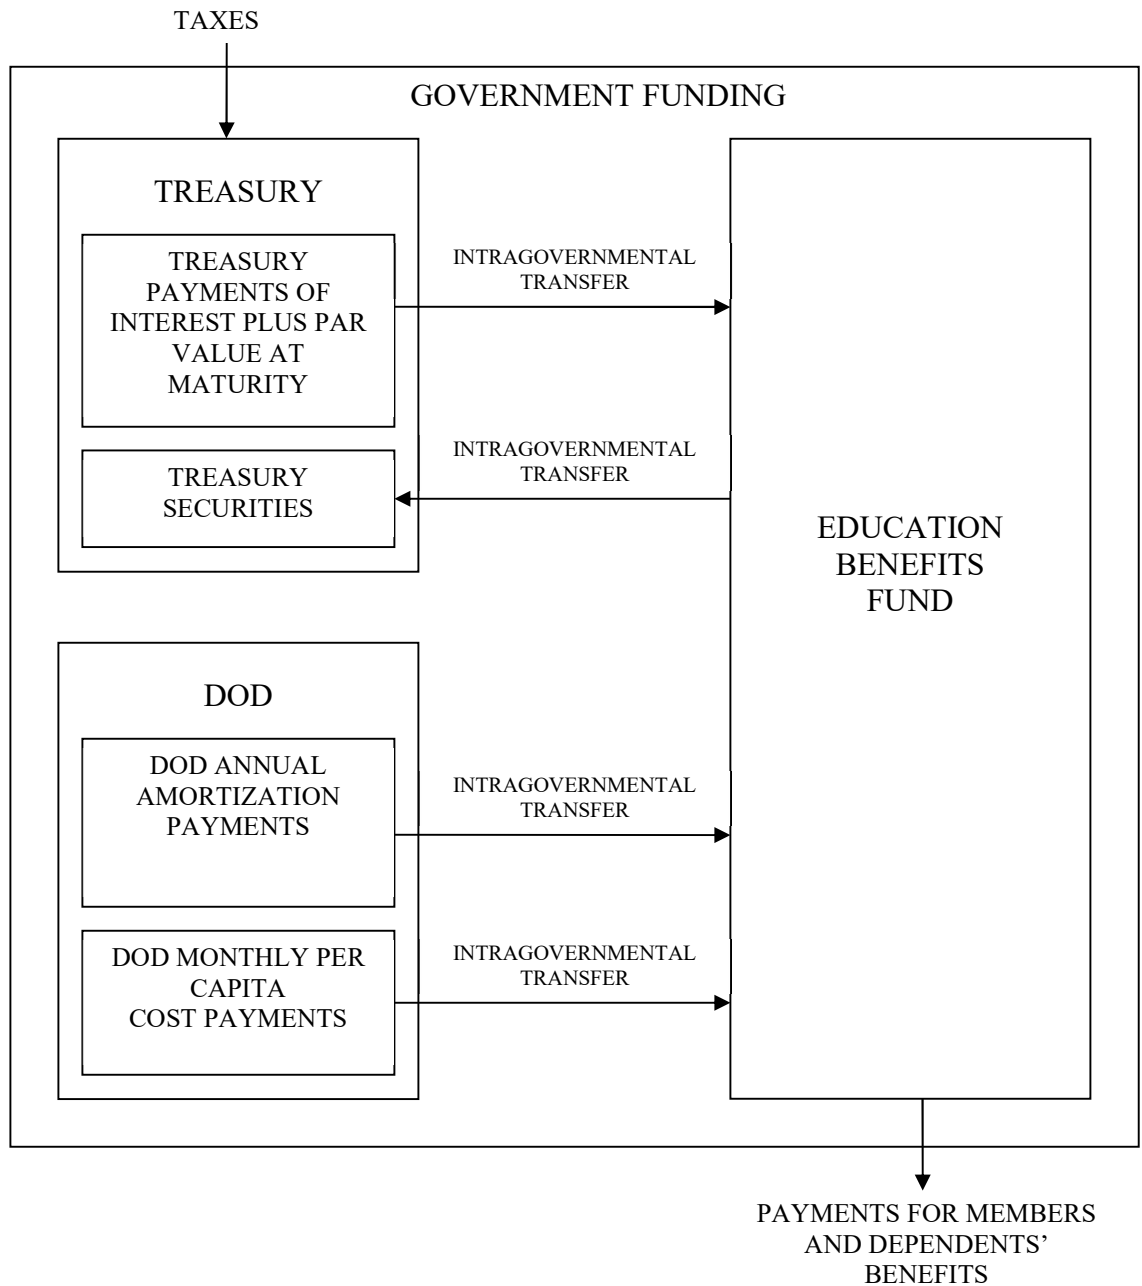 TAXES
GOVERNMENT FUNDING
TREASURY
TREASURY
PAYMENTS OF
INTEREST PLUS PAR
VALUE AT
MATURITY
INTRAGOVERNMENTAL
TRANSFER
TREASURY
SECURITIES
INTRAGOVERNMENTAL
TRANSFER
EDUCATION
BENEFITS
FUND
DOD
DOD ANNUAL
AMORTIZATION
PAYMENTS
INTRAGOVERNMENTAL
TRANSFER
DOD MONTHLY PER
CAPITA
COST PAYMENTS
INTRAGOVERNMENTAL
TRANSFER
PAYMENTS FOR MEMBERS
AND DEPENDENTS’
BENEFITS